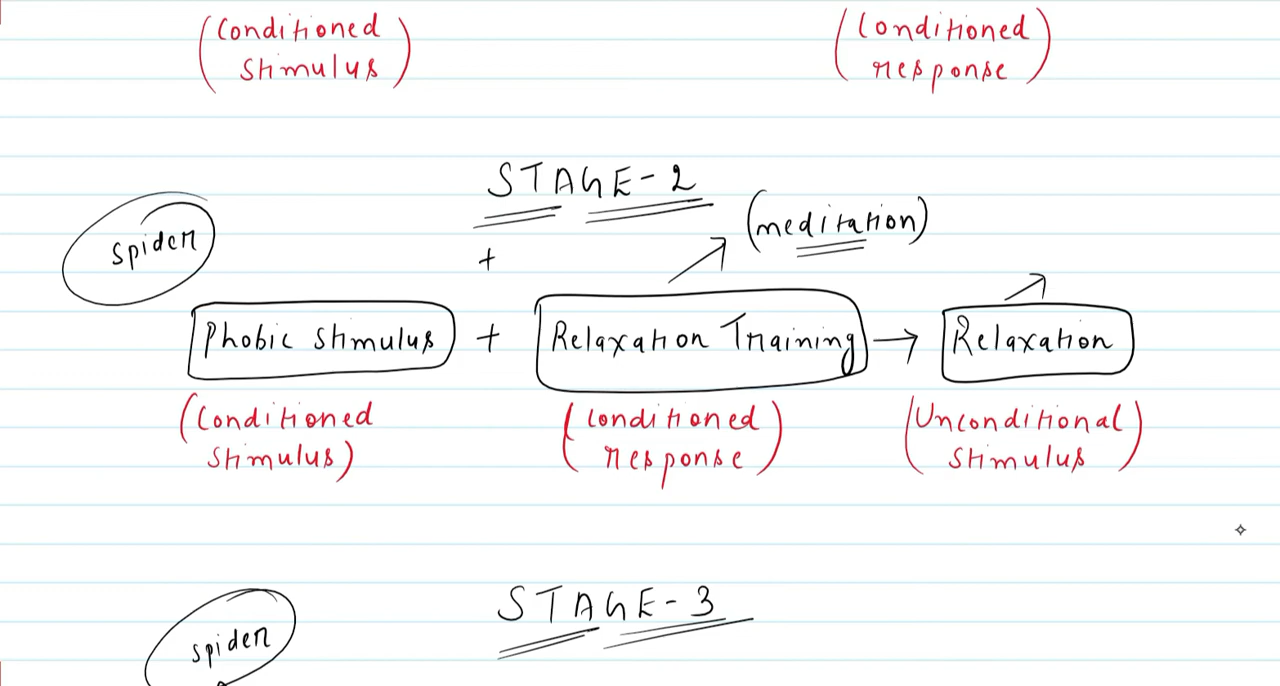 (Conditioned stimulus)
(Conditioned response)
STAGE-2
(meditation)
spider
+
Phobic stimulus + Relaxation Training → Relaxation
(Conditioned stimulus)
(Conditioned response)
(Unconditional stimulus)
STAGE-3
spider